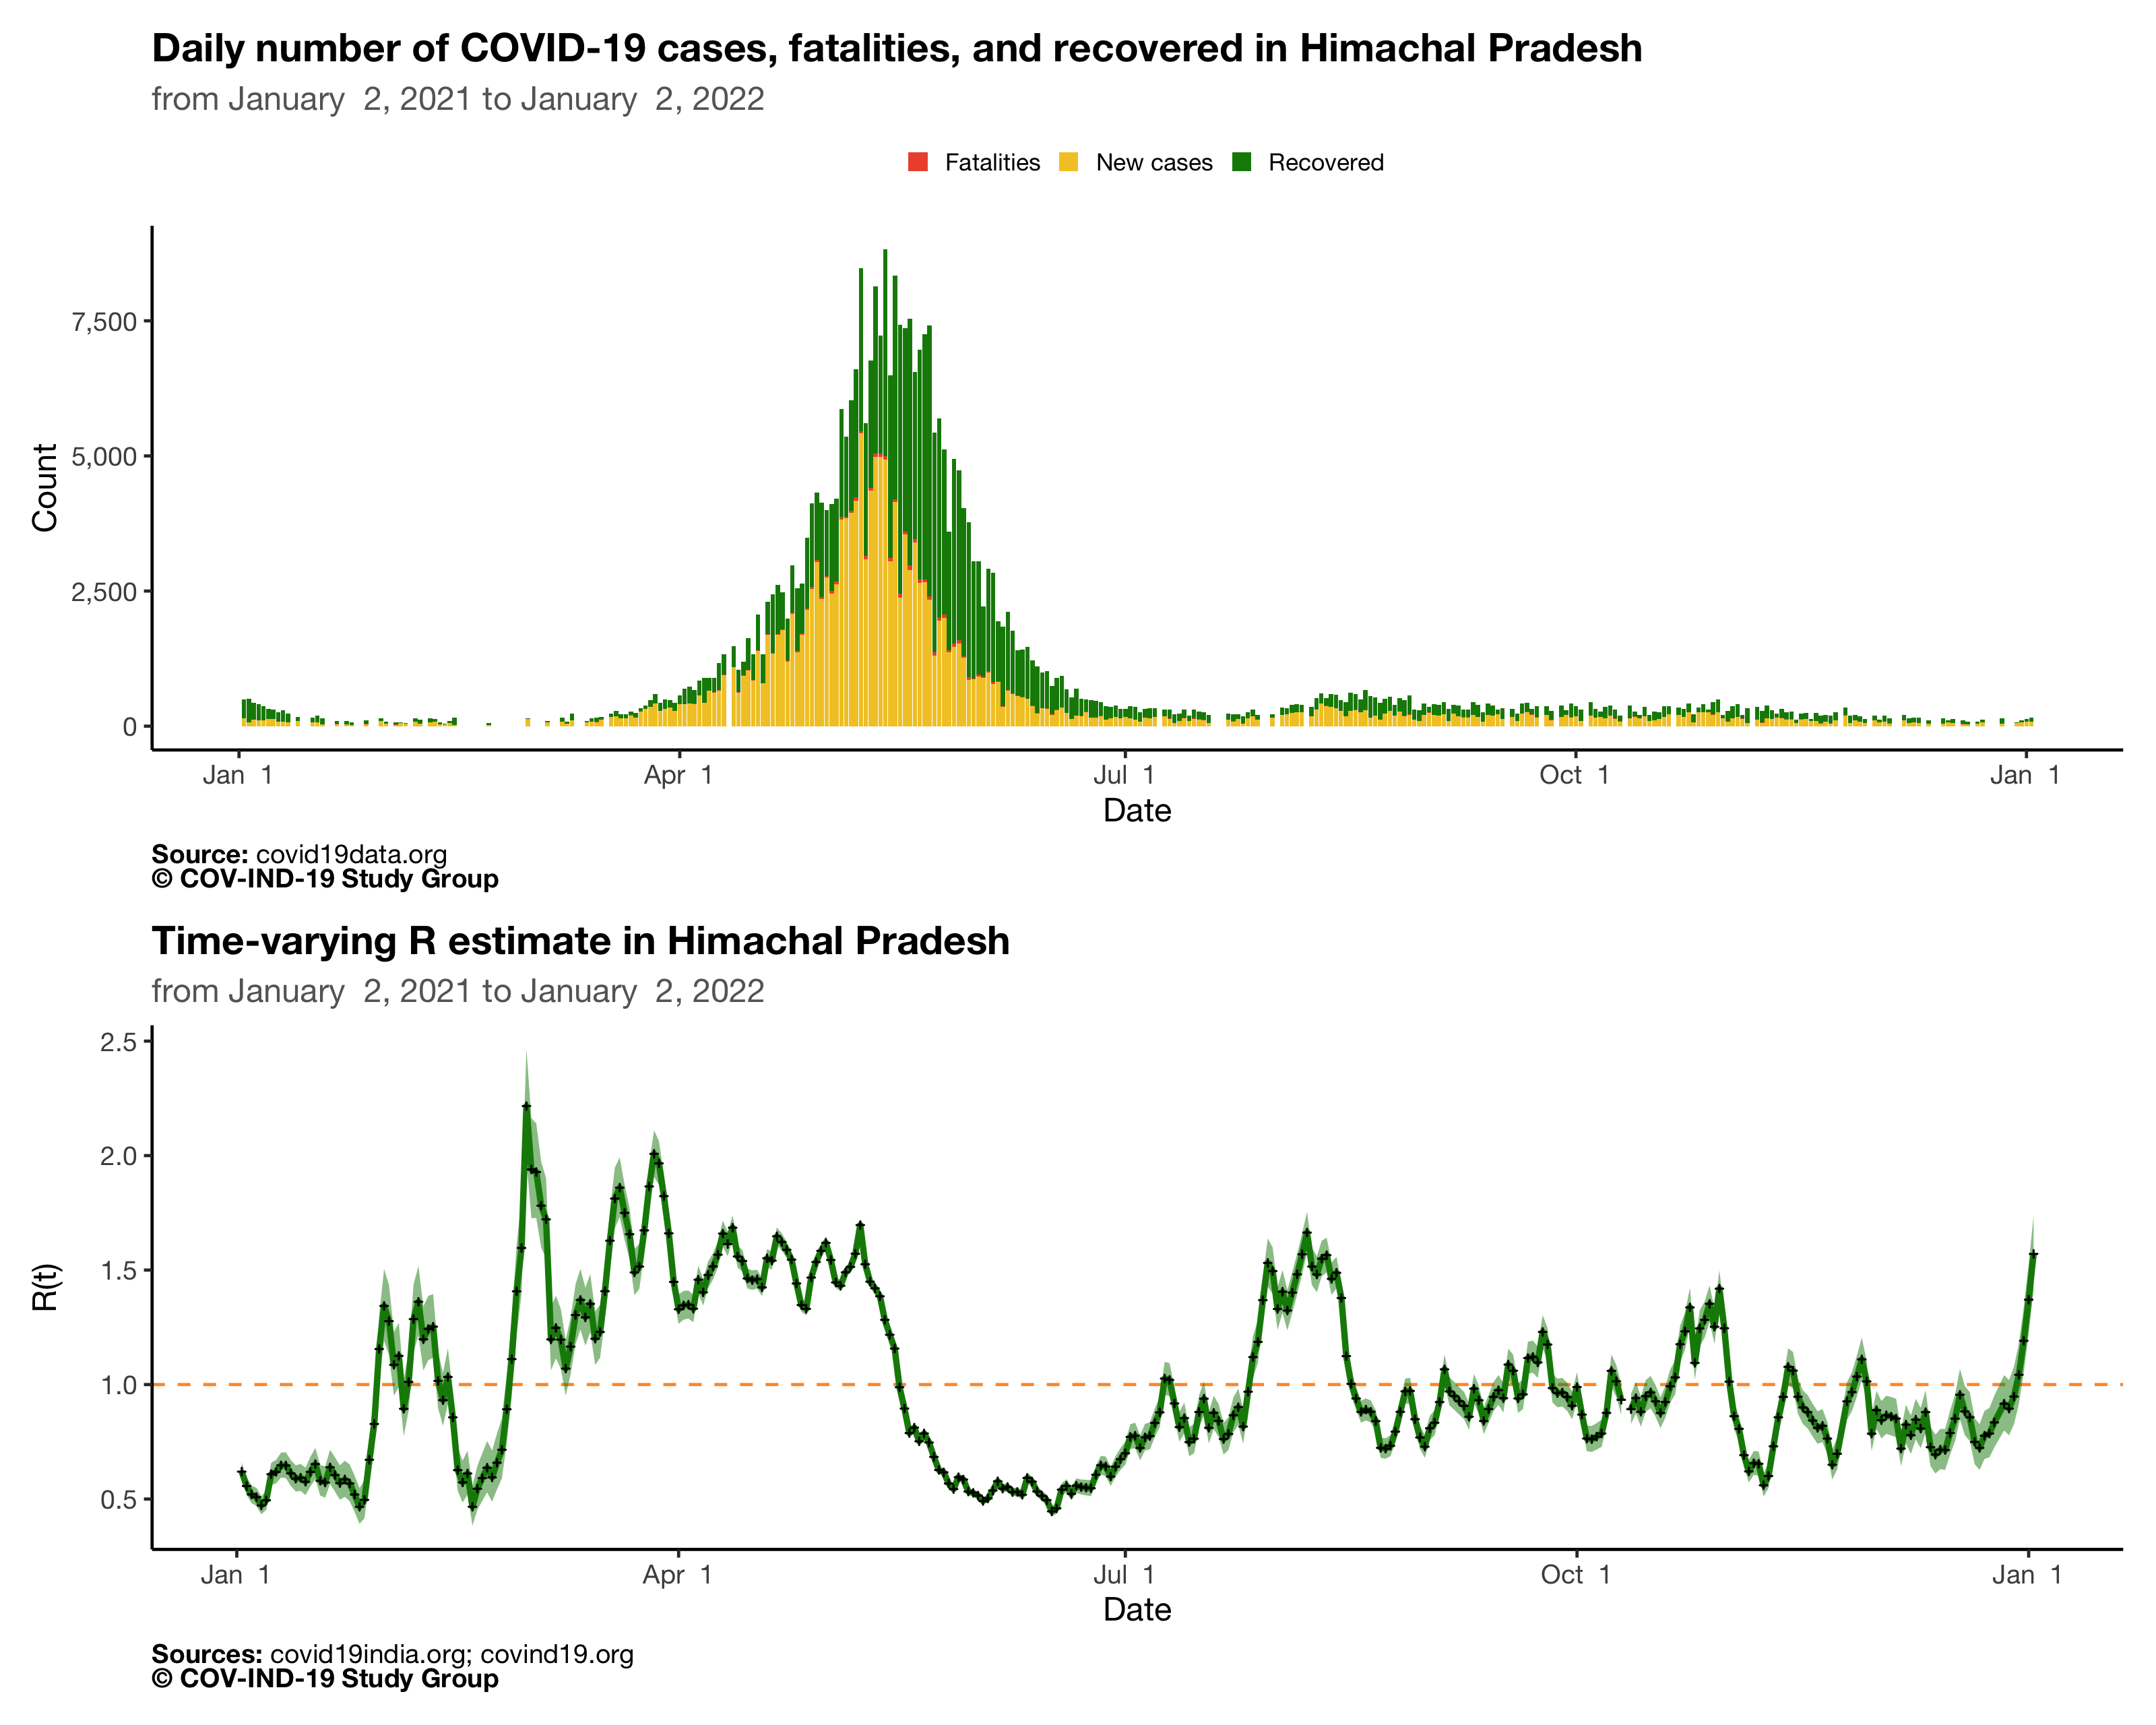 Daily number of COVID-19 cases, fatalities, and recovered in Himachal Pradesh
from January  2, 2021 to January  2, 2022
Fatalities New cases Recovered
Count
7,500
5,000
2,500
0
Jan  1 Apr  1 Jul  1 Oct  1 Jan  1
Date
Source: covid19data.org
© COV-IND-19 Study Group
Time-varying R estimate in Himachal Pradesh
from January  2, 2021 to January  2, 2022
R(t)
2.5
2.0
1.5
1.0
0.5
Jan  1 Apr  1 Jul  1 Oct  1 Jan  1
Date
Sources: covid19india.org; covind19.org
© COV-IND-19 Study Group